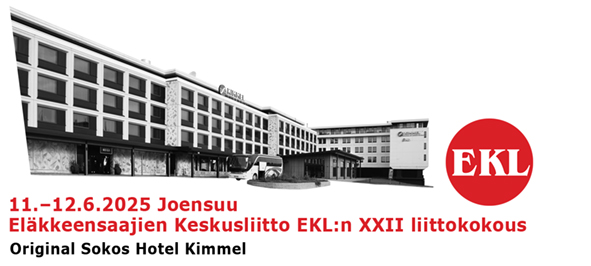 EKL
11.–12.6.2025 Joensuu
Eläkkeensaajien Keskusliitto EKL:n XXII liittokokous
Original Sokos Hotel Kimmel